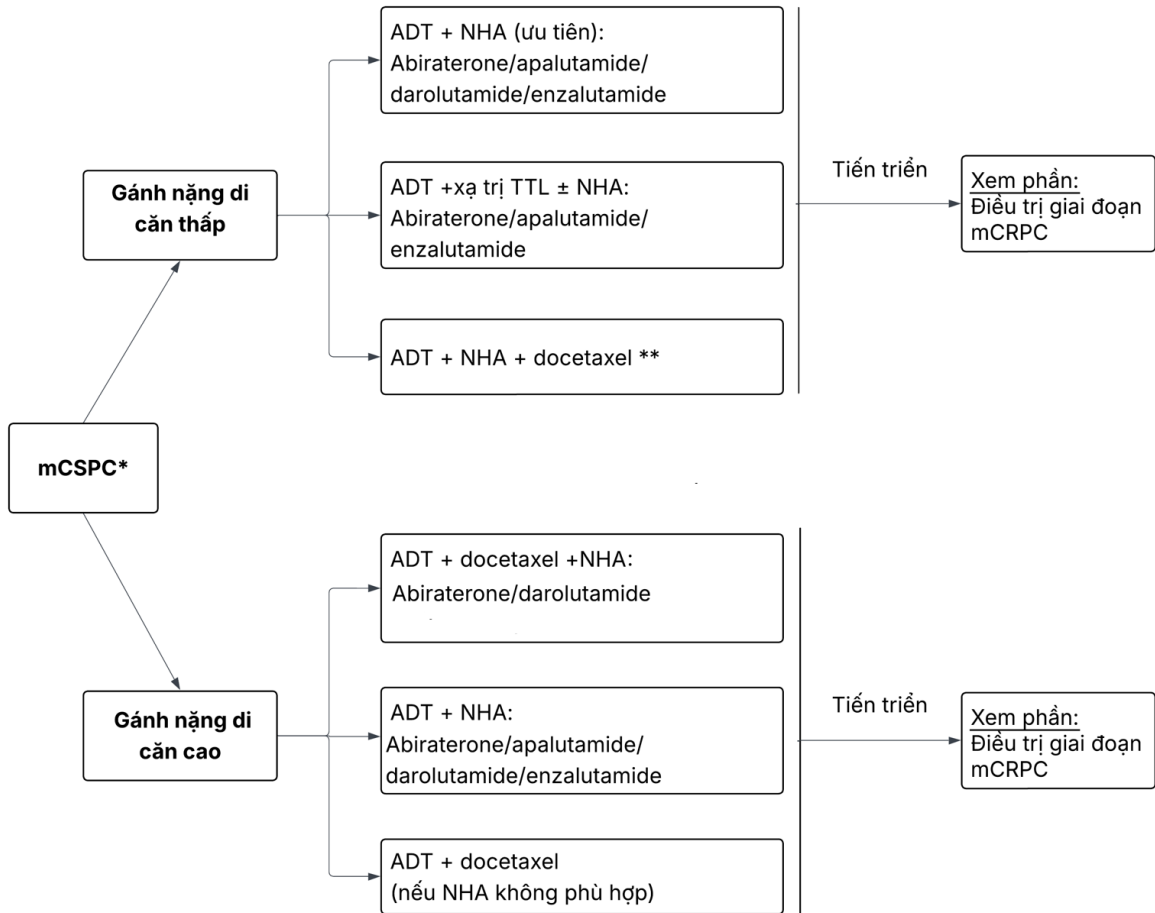 ADT + NHA (ưu tiên):
Abiraterone/apalutamide/
darolutamide/enzalutamide
Gánh nặng di
căn thấp
ADT +xạ trị TTL ± NHA:
Abiraterone/apalutamide/
enzalutamide
Tiến triển
Xem phần:
Điều trị giai đoạn
mCRPC
ADT + NHA + docetaxel **
mCSPC*
ADT + docetaxel +NHA:
Abiraterone/darolutamide
Gánh nặng di
căn cao
ADT + NHA:
Abiraterone/apalutamide/
darolutamide/enzalutamide
Tiến triển
Xem phần:
Điều trị giai đoạn
mCRPC
ADT + docetaxel
(nếu NHA không phù hợp)